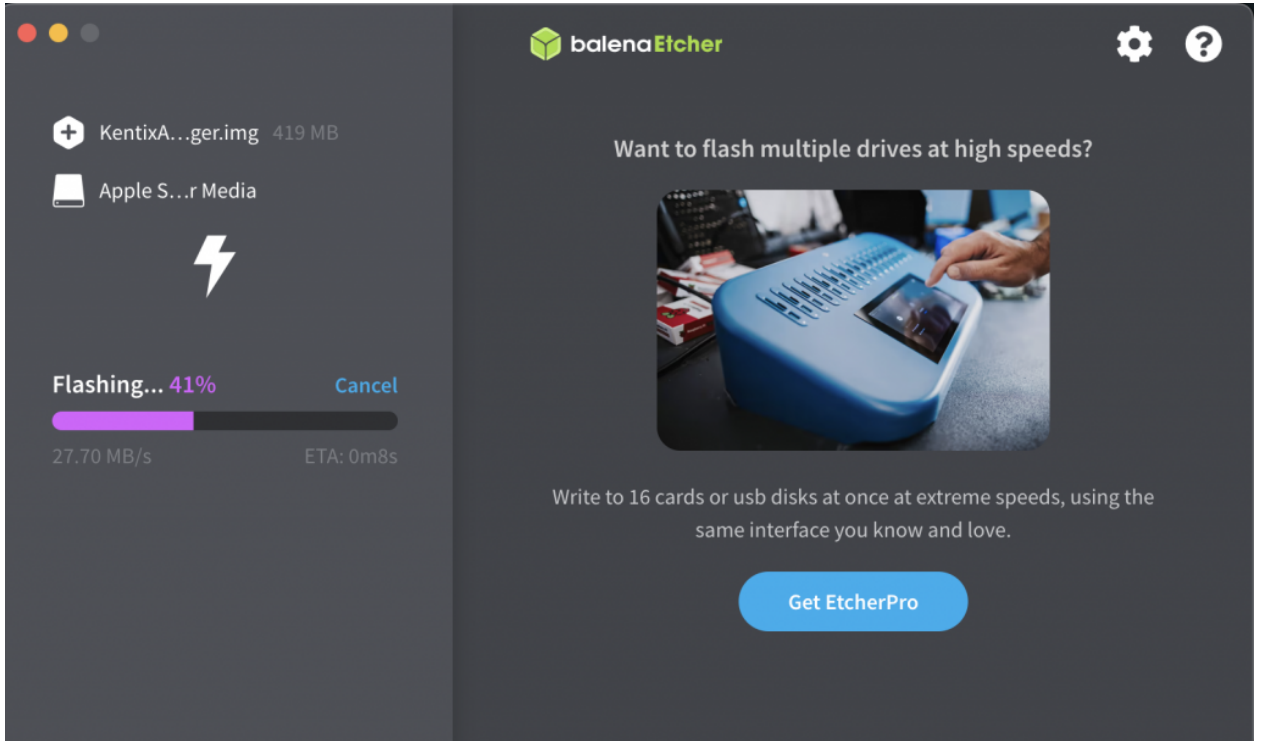 balenaEtcher
KentixA...ger.img 419 MB
Apple S...r Media
Flashing... 41% Cancel
27.70 MB/s ETA: 0m8s
Want to flash multiple drives at high speeds?
Write to 16 cards or usb disks at once at extreme speeds, using the
same interface you know and love.
Get EtcherPro